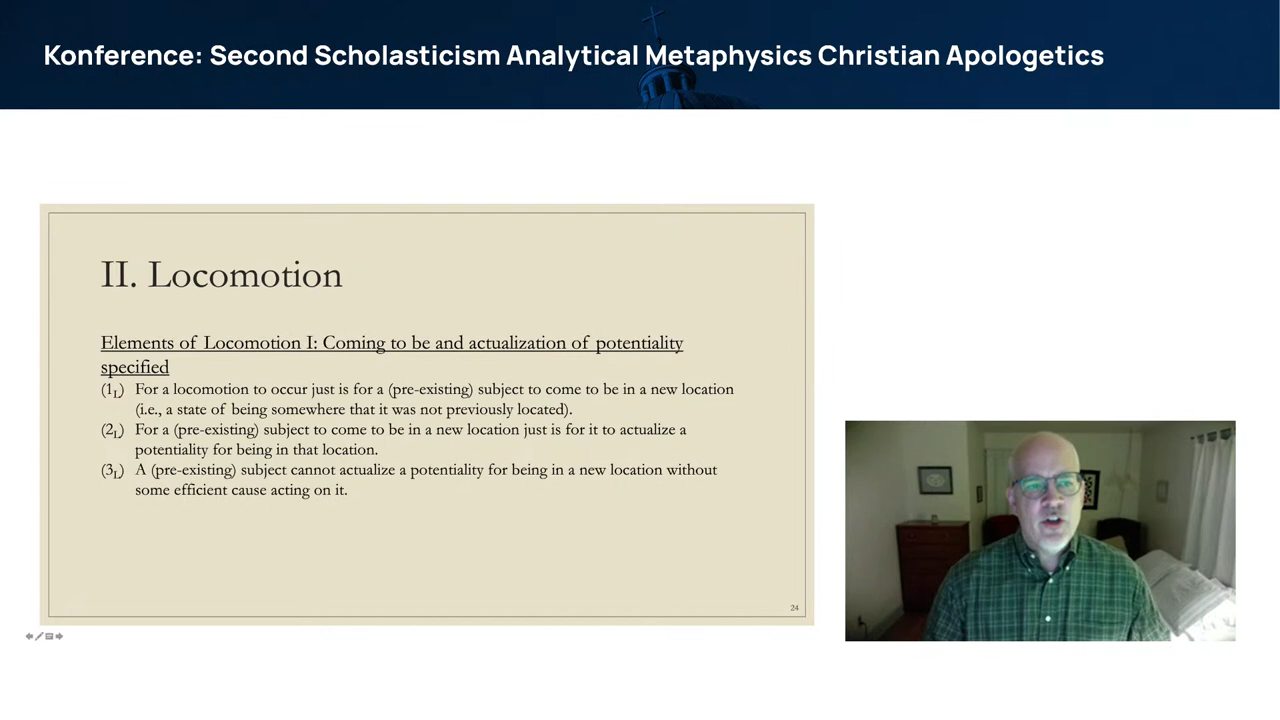 Konference: Second Scholasticism Analytical Metaphysics Christian Apologetics
II. Locomotion
Elements of Locomotion I: Coming to be and actualization of potentiality
specified
(1L) For a locomotion to occur just is for a (pre-existing) subject to come to be in a new location
(i.e., a state of being somewhere that it was not previously located).
(2L) For a (pre-existing) subject to come to be in a new location just is for it to actualize a
potentiality for being in that location.
(3L) A (pre-existing) subject cannot actualize a potentiality for being in a new location without
some efficient cause acting on it.
24